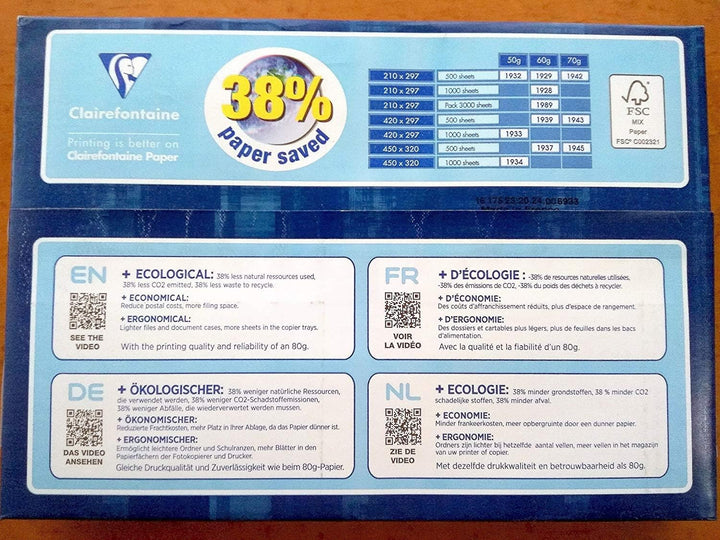 Clairefontaine
Printing is better on
Clairefontaine Paper
38%
paper saved
50g 60g 70g
210 x 297 500 sheets 1932 1929 1942
210 x 297 1000 sheets 1928
210 x 297 Pack 3000 sheets 1989
420 x 297 500 sheets 1939 1943
420 x 297 1000 sheets 1933
450 x 320 500 sheets 1937 1945
450 x 320 1000 sheets 1934
FSC
MIX
Paper
FSC® C002321
EN
SEE THE
VIDEO
+ ECOLOGICAL: 38% less natural ressources used,
38% less CO2 emitted, 38% less waste to recycle.
+ ECONOMICAL:
Reduce postal costs, more filing space.
+ ERGONOMICAL:
Lighter files and document cases, more sheets in the copier trays.
With the printing quality and reliability of an 80g.
FR
VOIR
LA VIDÉO
+ D'ÉCOLOGIE : -38% de resources naturelles utilisées,
-38% des émissions de CO2, -38% du poids des déchets à recycler.
+ D'ÉCONOMIE:
Des coûts d'affranchissement réduits, plus d'espace de rangement.
+ D'ERGONOMIE:
Des dossiers et cartables plus légers, plus de feuilles dans les bacs
d'alimentation.
Avec la qualité et la fiabilité d'un 80g.
DE
DAS VIDEO
ANSEHEN
+ ÖKOLOGISCHER: 38% weniger natürliche Ressourcen,
die verwendet werden, 38% weniger CO2-Schadstoffemissionen,
38% weniger Abfälle, die wiederverwertet werden mussen.
+ ÖKONOMISCHER:
Reduzierte Frachtkosten, mehr Platz in Ihrer Ablage, da das Papier dünner ist.
+ ERGONOMISCHER:
Ermöglicht leichtere Ordner und Schulranzen, mehr Blätter in den
Papierfächern der Fotokopierer und Drucker.
Gleiche Druckqualität und Zuverlässigkeit wie beim 80g-Papier.
NL
ZIE DE
VIDEO
+ ECOLOGIE: 38% minder grondstoffen, 38 % minder CO2
schadelijke stoffen, 38% minder afval.
+ ECONOMIE:
Minder frankeerkosten, meer opbergruimte door een dunner papier.
+ ERGONOMIE:
Ordners zijn lichter bij hetzelfde aantal vellen, meer vellen in het magazijn
van uw printer of copier.
Met dezelfde drukkwaliteit en betrouwbaarheid als 80g.